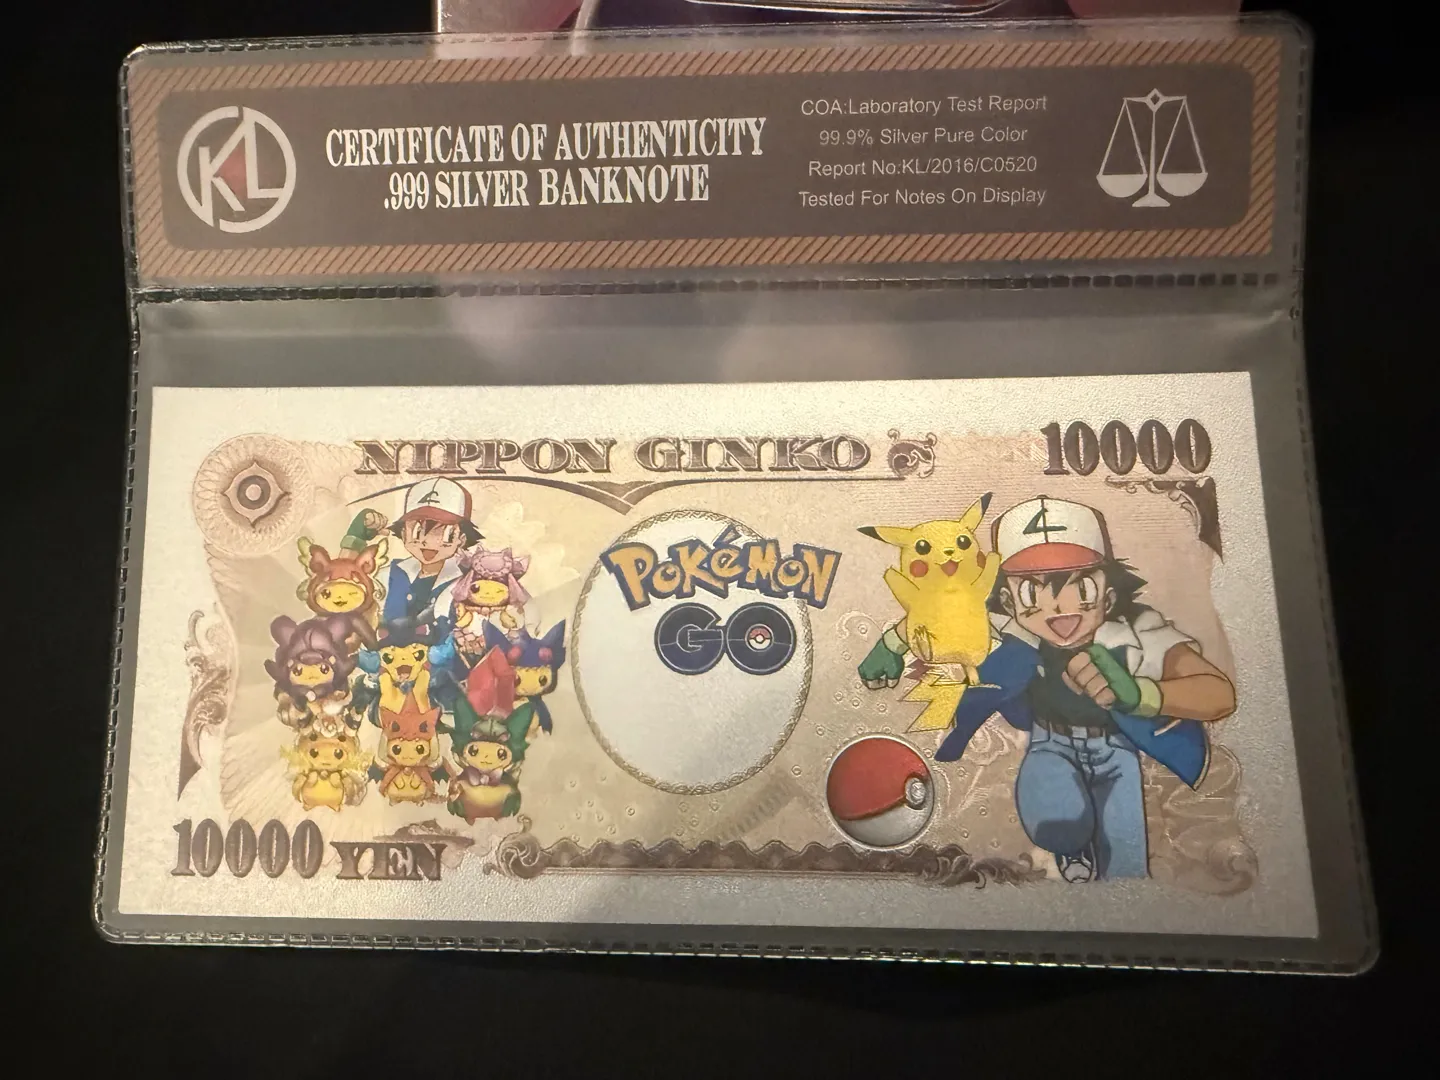 KL
CERTIFICATE OF AUTHENTICITY
.999 SILVER BANKNOTE
COA:Laboratory Test Report
99.9% Silver Pure Color
Report No:KL/2016/C0520
Tested For Notes On Display
NIPPON GINKO
10000
POKéMON
GO
10000 YEN